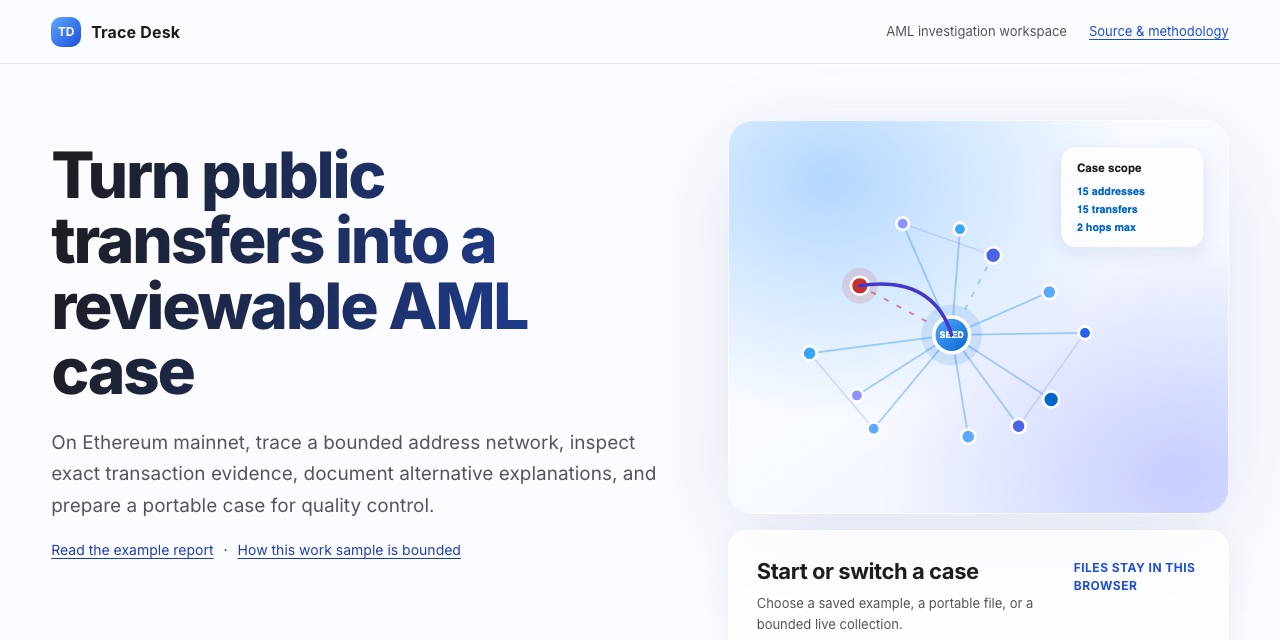 TD
Trace Desk
AML investigation workspace
Source & methodology
Turn public
transfers into a
reviewable AML
case
On Ethereum mainnet, trace a bounded address network, inspect
exact transaction evidence, document alternative explanations, and
prepare a portable case for quality control.
Read the example report · How this work sample is bounded
Case scope
15 addresses
15 transfers
2 hops max
SEED
Start or switch a case
FILES STAY IN THIS
BROWSER
Choose a saved example, a portable file, or a
bounded live collection.